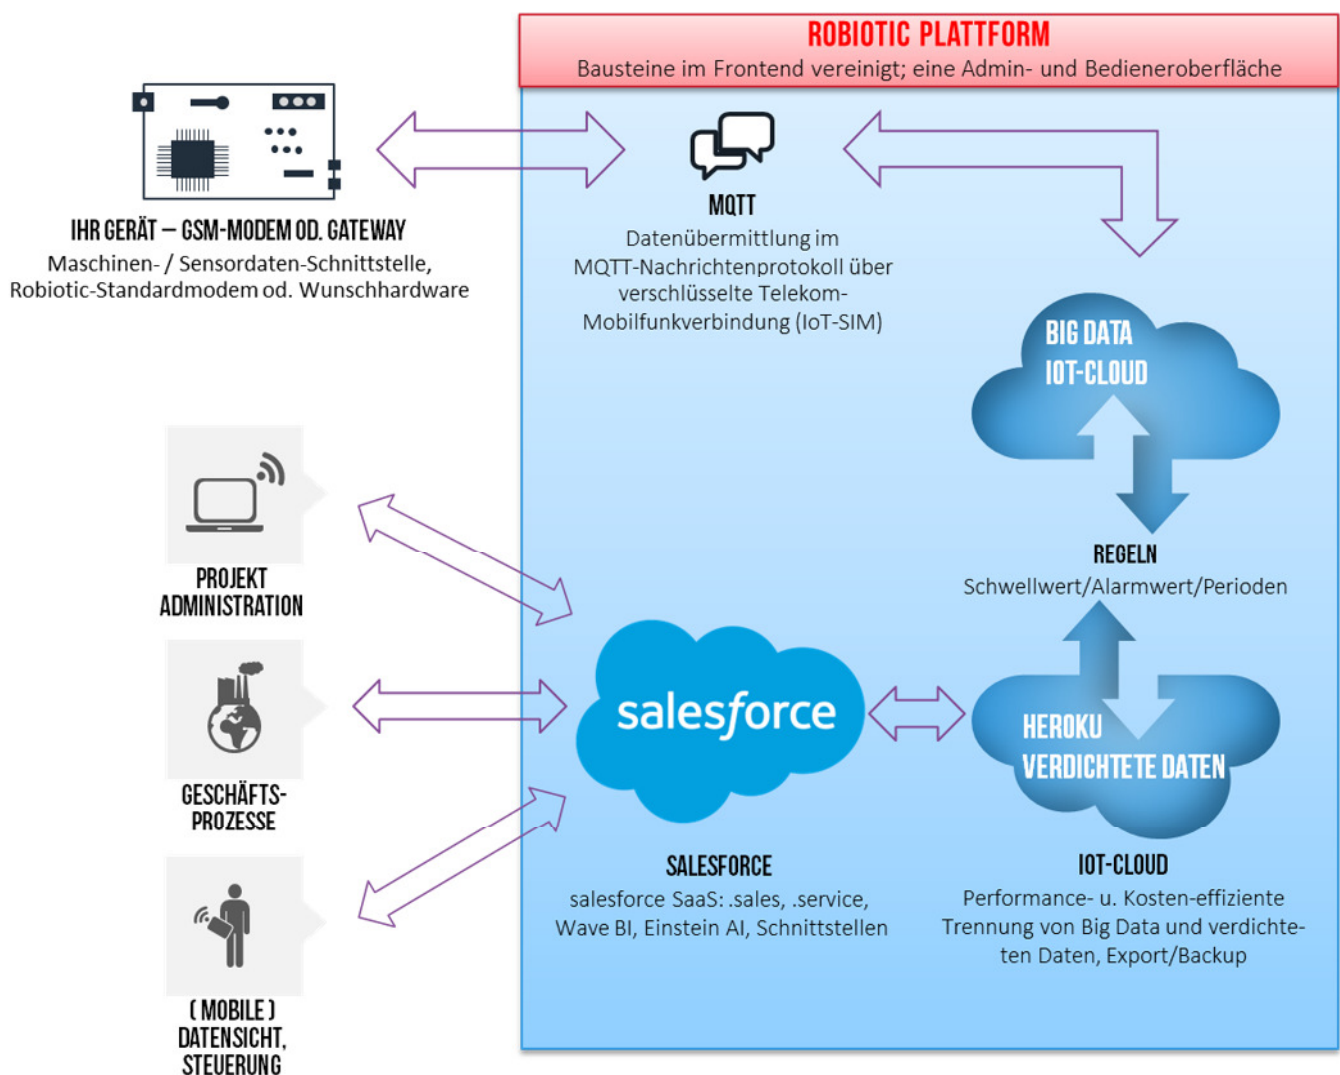 ROBIOTIC PLATTFORM
Bausteine im Frontend vereinigt; eine Admin- und Bedieneroberfläche
IHR GERÄT – GSM-MODEM OD. GATEWAY
Maschinen- / Sensordaten-Schnittstelle,
Robiotic-Standardmodem od. Wunschhardware
MQTT
Datenübermittlung im
MQTT-Nachrichtenprotokoll über
verschlüsselte Telekom-
Mobilfunkverbindung (IoT-SIM)
BIG DATA
IOT-CLOUD
REGELN
Schwellwert/Alarmwert/Perioden
PROJEKT
ADMINISTRATION
GESCHÄFTS-
PROZESSE
( MOBILE )
DATENSICHT,
STEUERUNG
salesforce
SALESFORCE
salesforce SaaS: .sales, .service,
Wave BI, Einstein AI, Schnittstellen
HEROKU
VERDICHTETE DATEN
IOT-CLOUD
Performance- u. Kosten-effiziente
Trennung von Big Data und verdichte-
ten Daten, Export/Backup